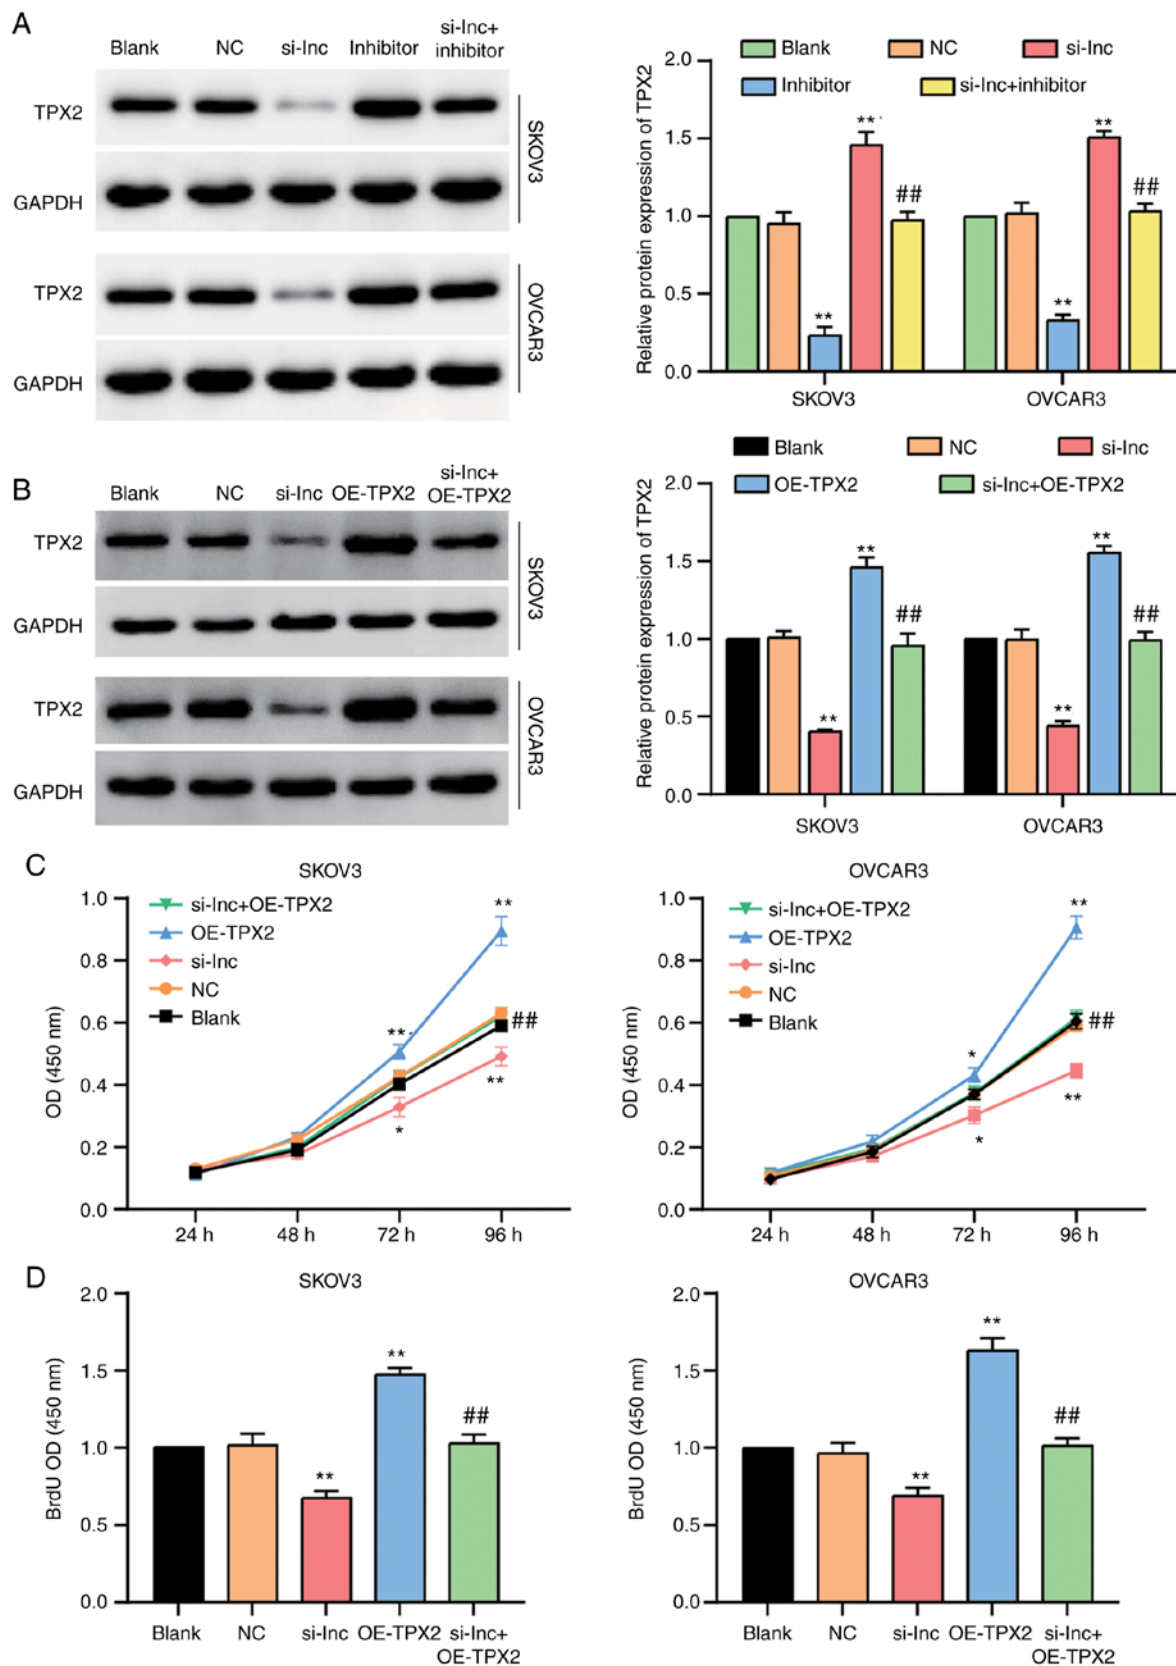 A
Blank NC si-lnc Inhibitor si-lnc+ inhibitor
TPX2
GAPDH
SKOV3
TPX2
GAPDH
OVCAR3
Blank NC si-lnc
Inhibitor si-lnc+inhibitor
Relative protein expression of TPX2
2.0
1.5
1.0
0.5
0.0
** ## ** ** ## **
SKOV3 OVCAR3
B
Blank NC si-lnc OE-TPX2 si-lnc+ OE-TPX2
TPX2
GAPDH
SKOV3
TPX2
GAPDH
OVCAR3
Blank NC si-lnc
OE-TPX2 si-lnc+OE-TPX2
Relative protein expression of TPX2
2.0
1.5
1.0
0.5
0.0
** ** ## ** ** ##
SKOV3 OVCAR3
C
SKOV3
OD (450 nm)
1.0
0.8
0.6
0.4
0.2
0.0
si-lnc+OE-TPX2
OE-TPX2
si-lnc
NC
Blank
**
**
##
**
*
24 h 48 h 72 h 96 h
OVCAR3
OD (450 nm)
1.0
0.8
0.6
0.4
0.2
0.0
si-lnc+OE-TPX2
OE-TPX2
si-lnc
NC
Blank
**
##
*
**
*
24 h 48 h 72 h 96 h
D
SKOV3
BrdU OD (450 nm)
2.0
1.5
1.0
0.5
0.0
** ** ##
Blank NC si-lnc OE-TPX2 si-lnc+
OE-TPX2
OVCAR3
BrdU OD (450 nm)
2.0
1.5
1.0
0.5
0.0
** ** ##
Blank NC si-lnc OE-TPX2 si-lnc+
OE-TPX2